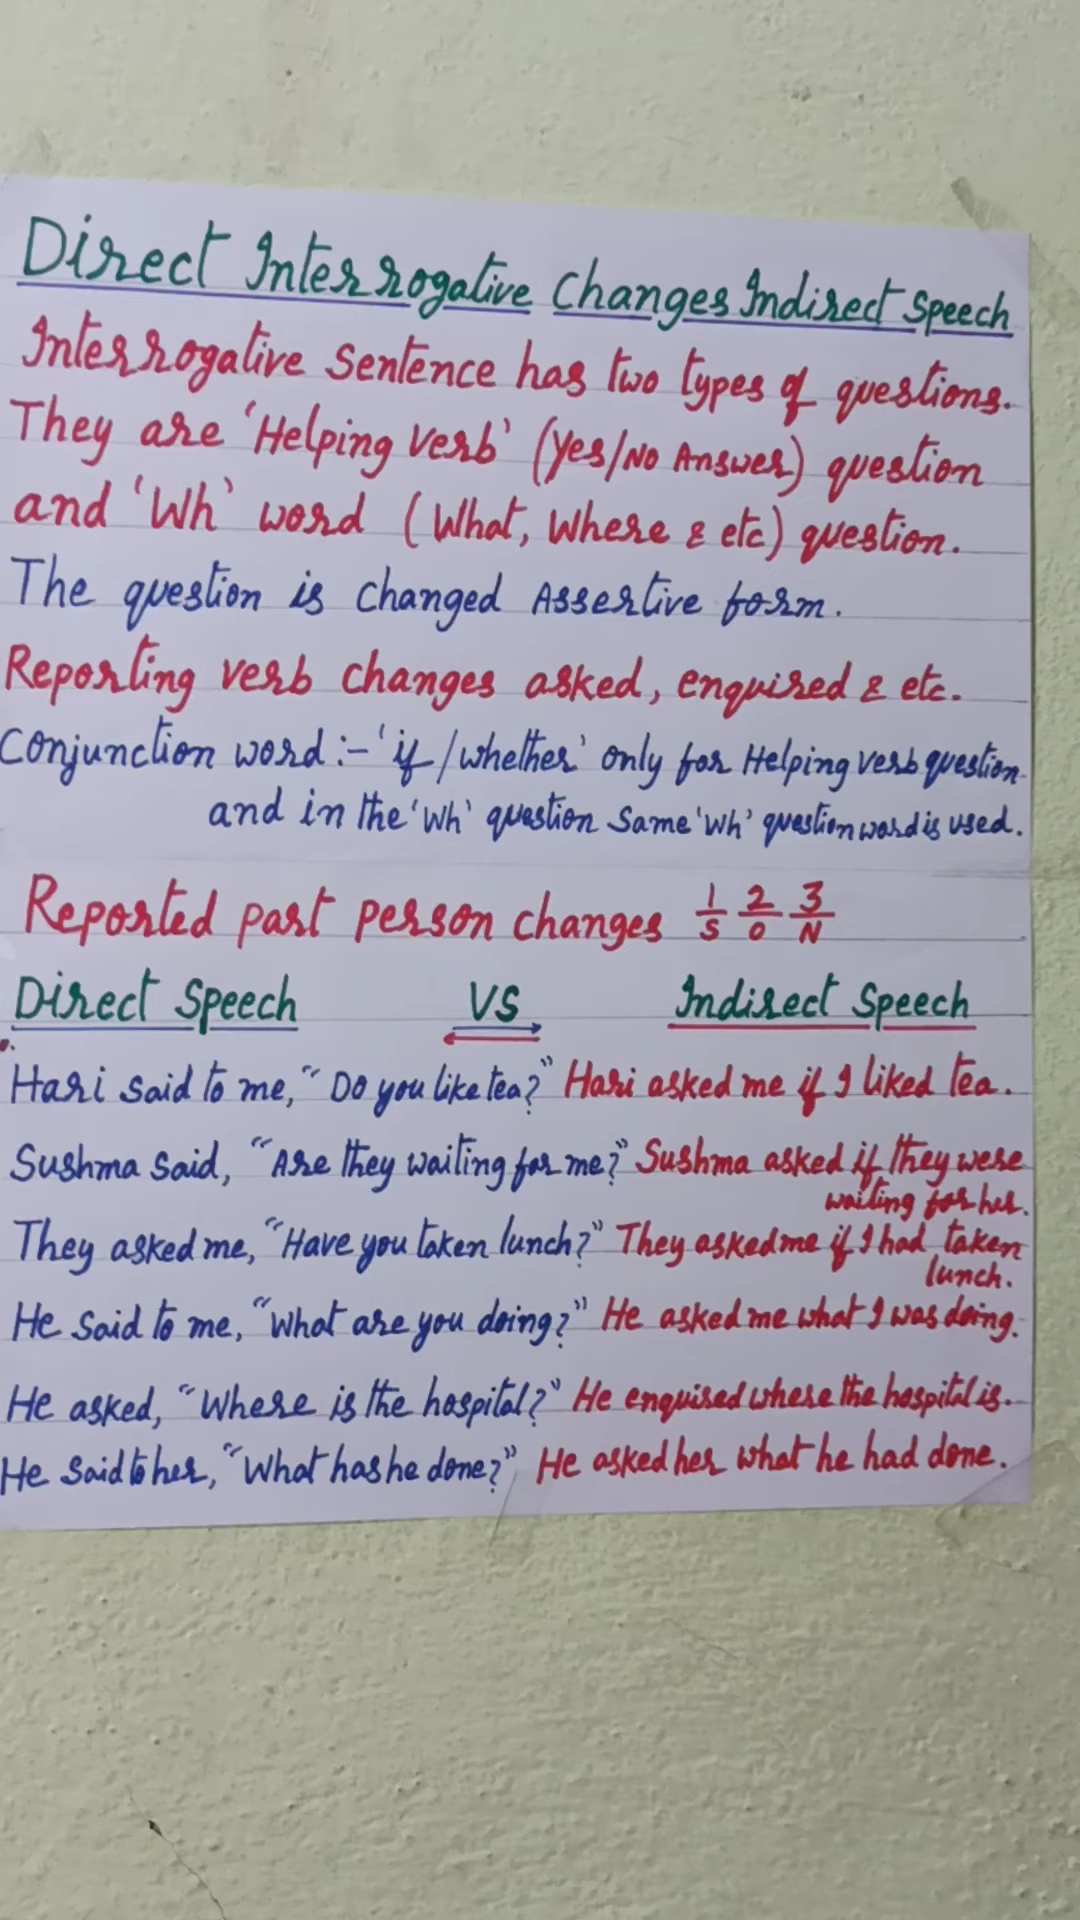 Direct Interrogative Changes Indirect Speech
Interrogative Sentence has two types of questions.
They are 'Helping verb' (Yes/No Answer) question
and 'Wh' word (What, Where & etc) question.
The question is changed Assertive form.
Reporting verb changes asked, enquired & etc.
Conjunction word :- 'if/whether' only for Helping verb question
and in the 'Wh' question Same 'Wh' question word is used.
Reported part person changes 1/S 2/O 3/N
Direct Speech VS Indirect Speech
Hari said to me, "Do you like tea?" Hari asked me if I liked tea.
Sushma said, "Are they waiting for me?" Sushma asked if they were
waiting for her.
They asked me, "Have you taken lunch?" They asked me if I had taken
lunch.
He said to me, "What are you doing?" He asked me what I was doing.
He asked, "Where is the hospital?" He enquired where the hospital is.
He said to her, "What has he done?" He asked her what he had done.